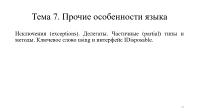 Тема 7. Прочие особенности языка
Исключения (exceptions). Делегаты. Частичные (partial) типы и
методы. Ключевое слово using и интерфейс IDisposable.